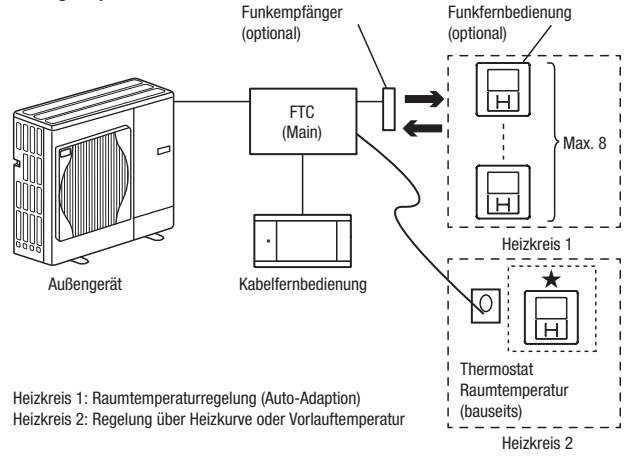 Funkempfänger
(optional)
Funkfernbedienung
(optional)
FTC
(Main)
Max. 8
Heizkreis 1
Außengerät
Kabelfernbedienung
Thermostat
Raumtemperatur
(bauseits)
Heizkreis 1: Raumtemperaturregelung (Auto-Adaption)
Heizkreis 2: Regelung über Heizkurve oder Vorlauftemperatur
Heizkreis 2